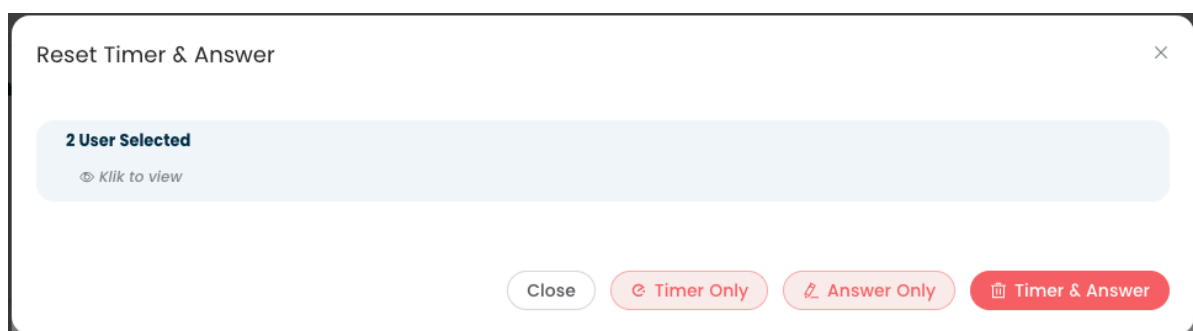 Reset Timer & Answer
2 User Selected
Klik to view
Close
Timer Only
Answer Only
Timer & Answer